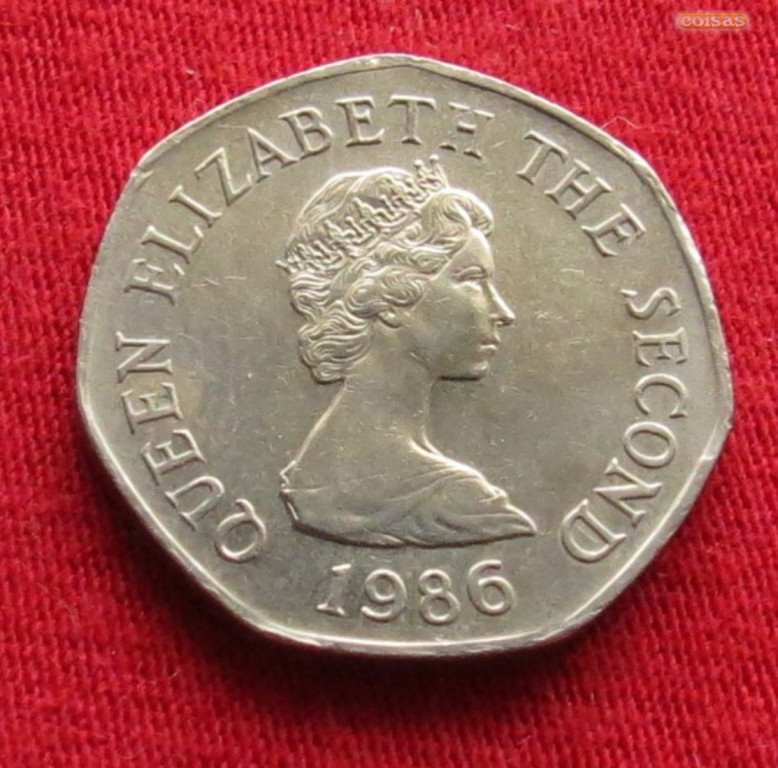 coisas
QUEEN ELIZABETH THE SECOND
1986